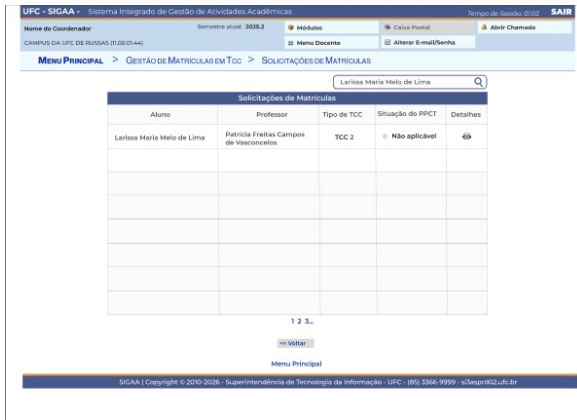 UFC - SIGAA - Sistema Integrado de Gestão de Atividades Acadêmicas Tempo de Sessão: 01:02 SAIR
Nome do Coordenador Semestre atual: 2025.2 Módulos Caixa Postal Abrir Chamado
CAMPUS DA UFC DE RUSSAS (11.00.01.44) Menu Docente Alterar E-mail/Senha
MENU PRINCIPAL > GESTÃO DE MATRÍCULAS EM TCC > SOLICITAÇÕES DE MATRÍCULAS
Larissa Maria Melo de Lima
Solicitações de Matrículas
Aluno Professor Tipo de TCC Situação do PPCT Detalhes
Larissa Maria Melo de Lima Patricia Freitas Campos de Vasconcelos TCC 2 Não aplicável
1 2 3...
<< Voltar
Menu Principal
SIGAA | Copyright © 2010-2026 - Superintendência de Tecnologia da Informação - UFC - (85) 3366-9999 - si3asprd02.ufc.br